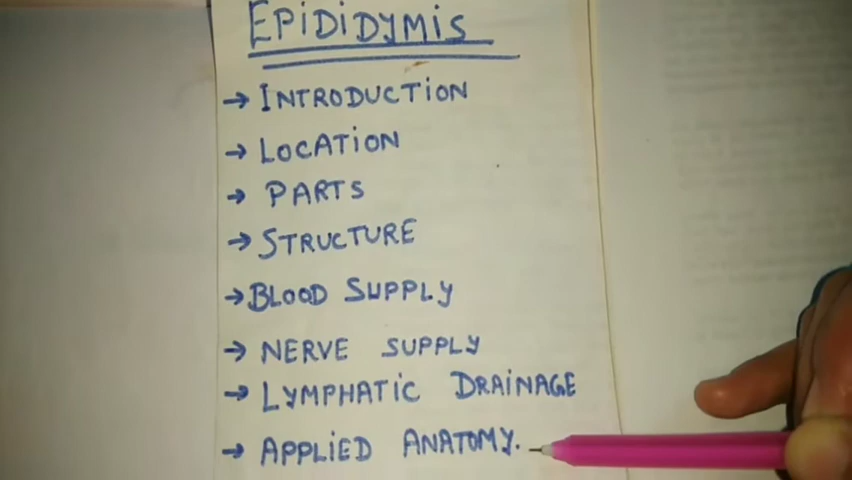 EPiDiDYMiS
→ INTRODUCTiON
→ LOCATiON
→ PARTS
→ STRUCTURE
→ BLOOD SUPPLY
→ NERVE SUPPLY
→ LYMPHATiC DRAiNAGE
→ APPLiED ANATOMY.